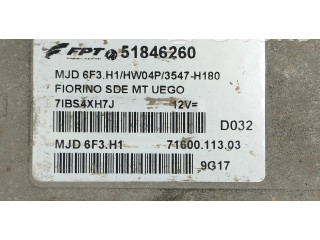 FPT 51846260
MJD 6F3.H1/HW04P/3547-H180
FIORINO SDE MT UEGO
7IBS4XH7J 12V=
D032
MJD 6F3.H1 71600.113.03
9G17